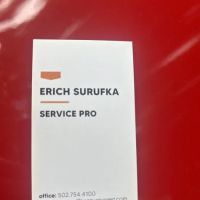 ERICH SURUFKA
SERVICE PRO
office: 502.754.4100